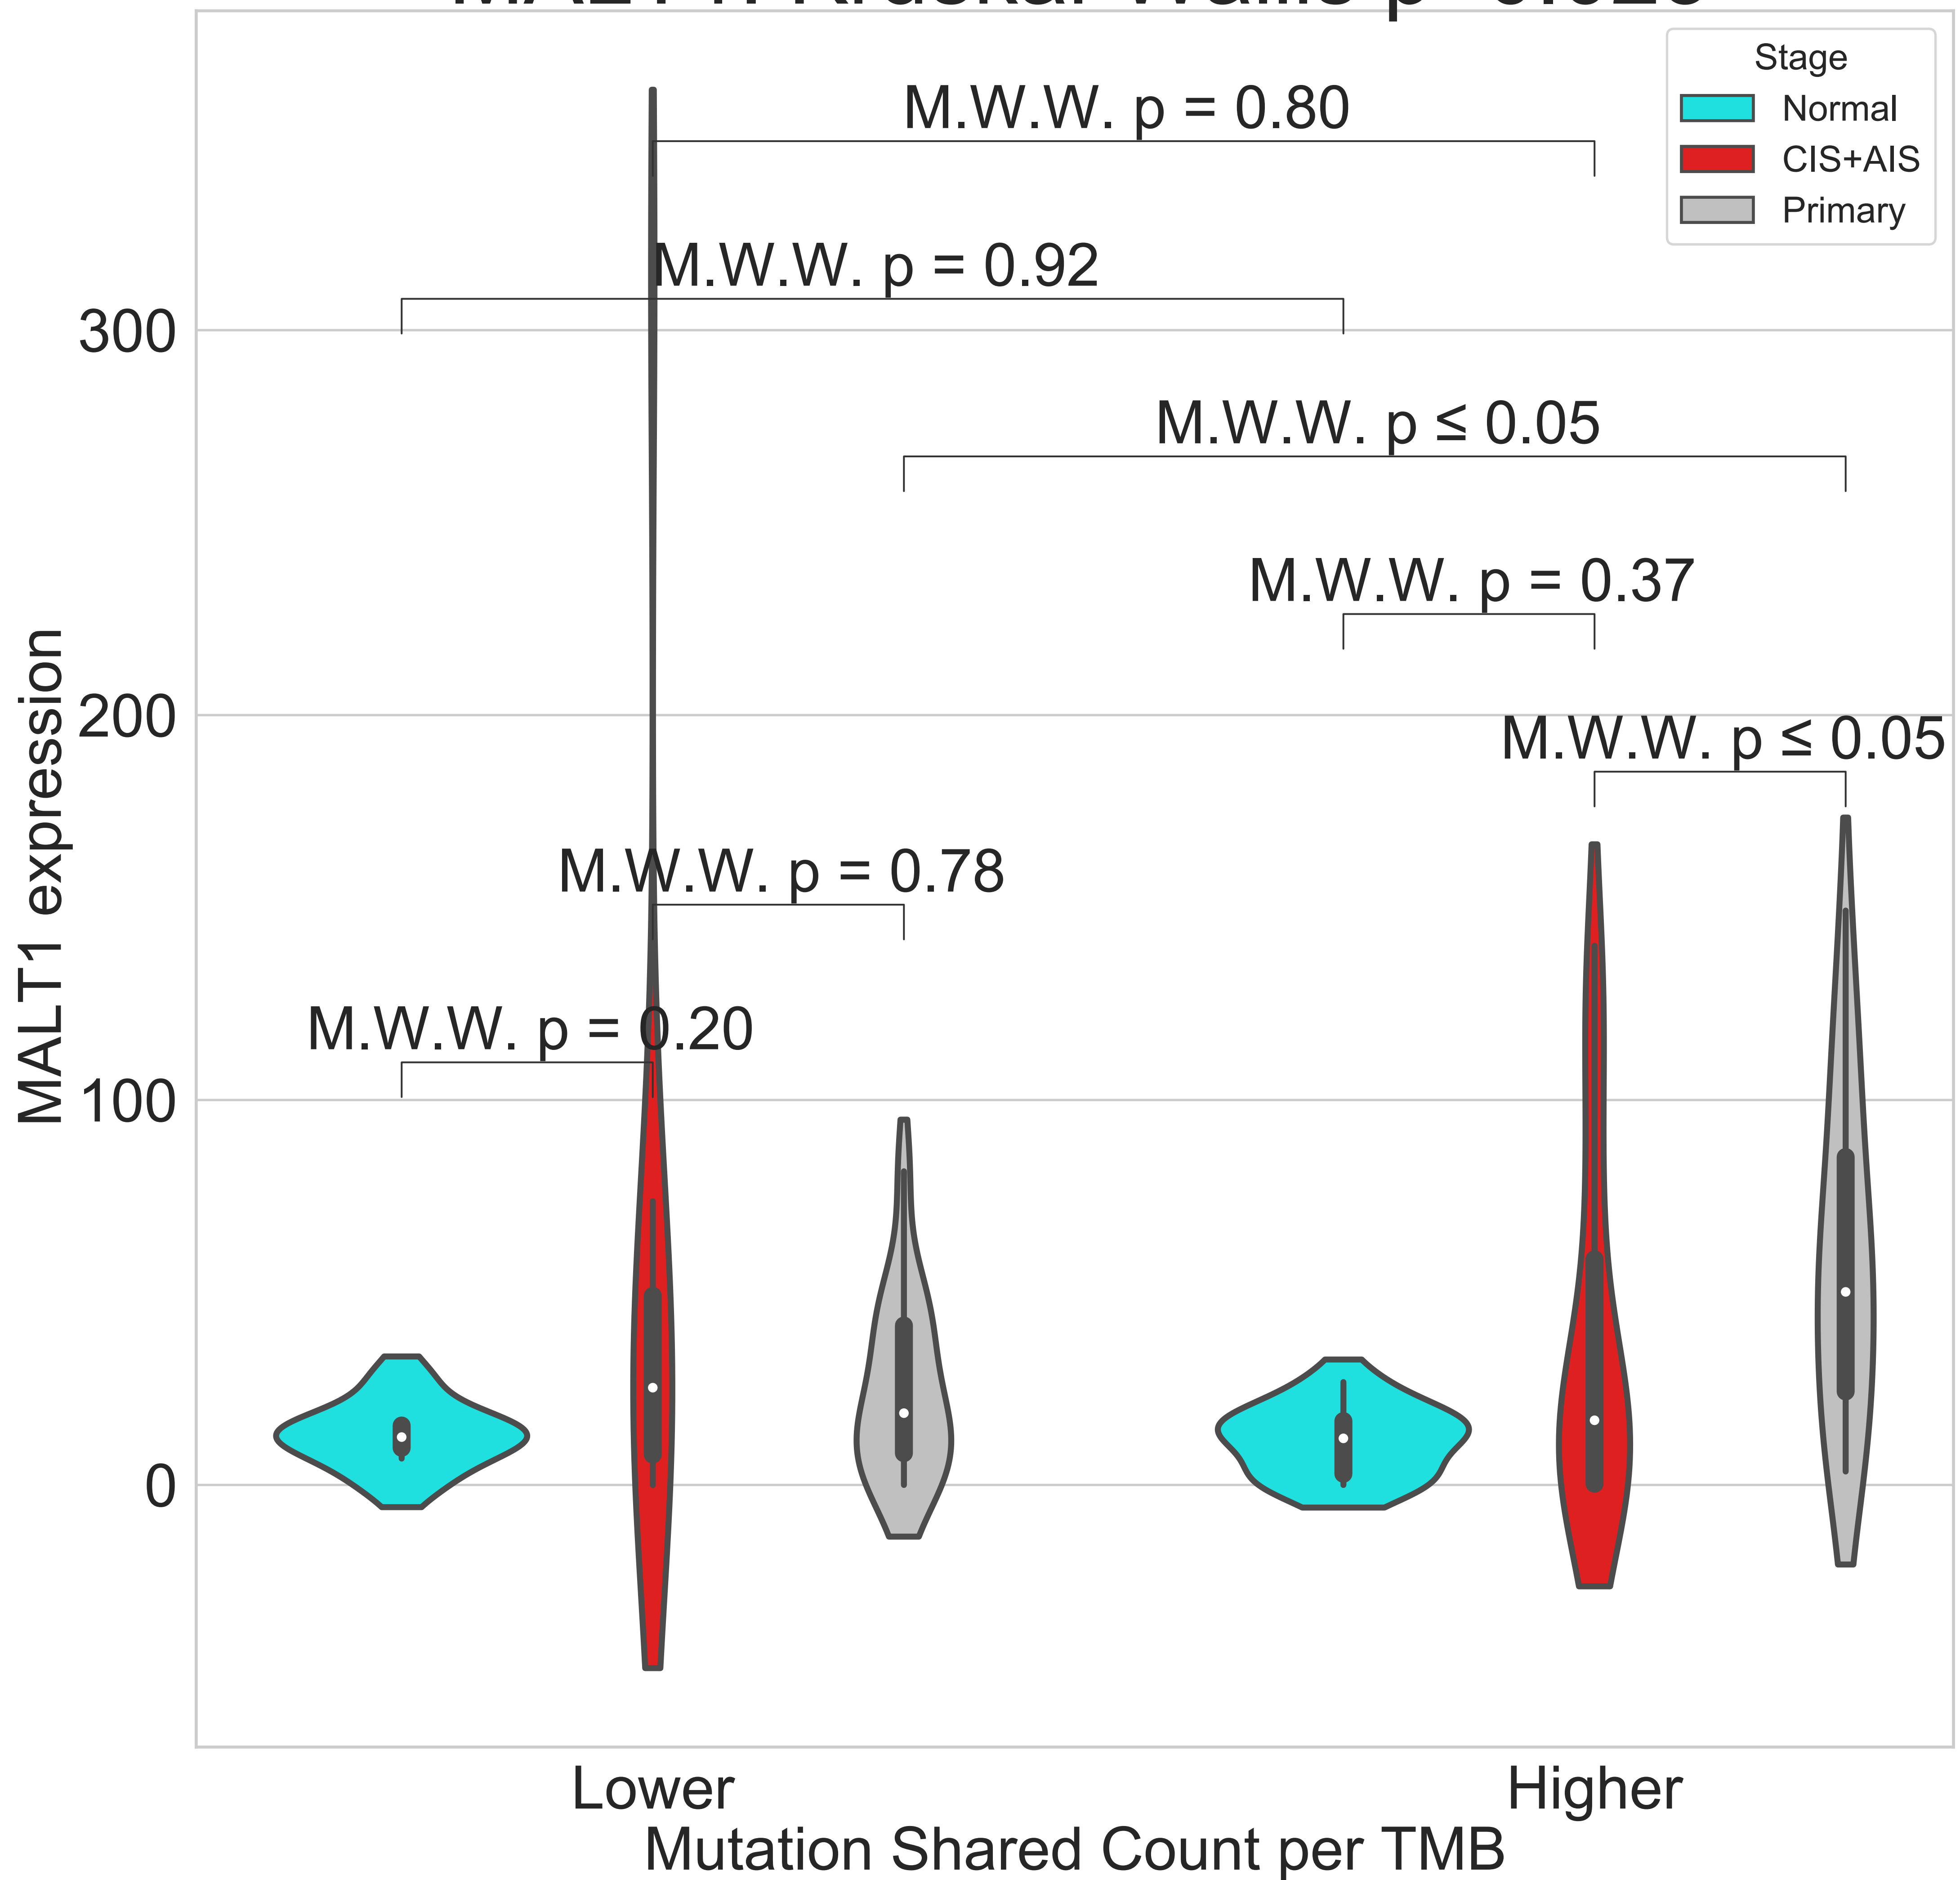 Stage
Normal
CIS+AIS
Primary
M.W.W. p = 0.80
M.W.W. p = 0.92
M.W.W. p ≤ 0.05
M.W.W. p = 0.37
M.W.W. p ≤ 0.05
M.W.W. p = 0.78
M.W.W. p = 0.20
MALT1 expression
300
200
100
0
Lower
Higher
Mutation Shared Count per TMB